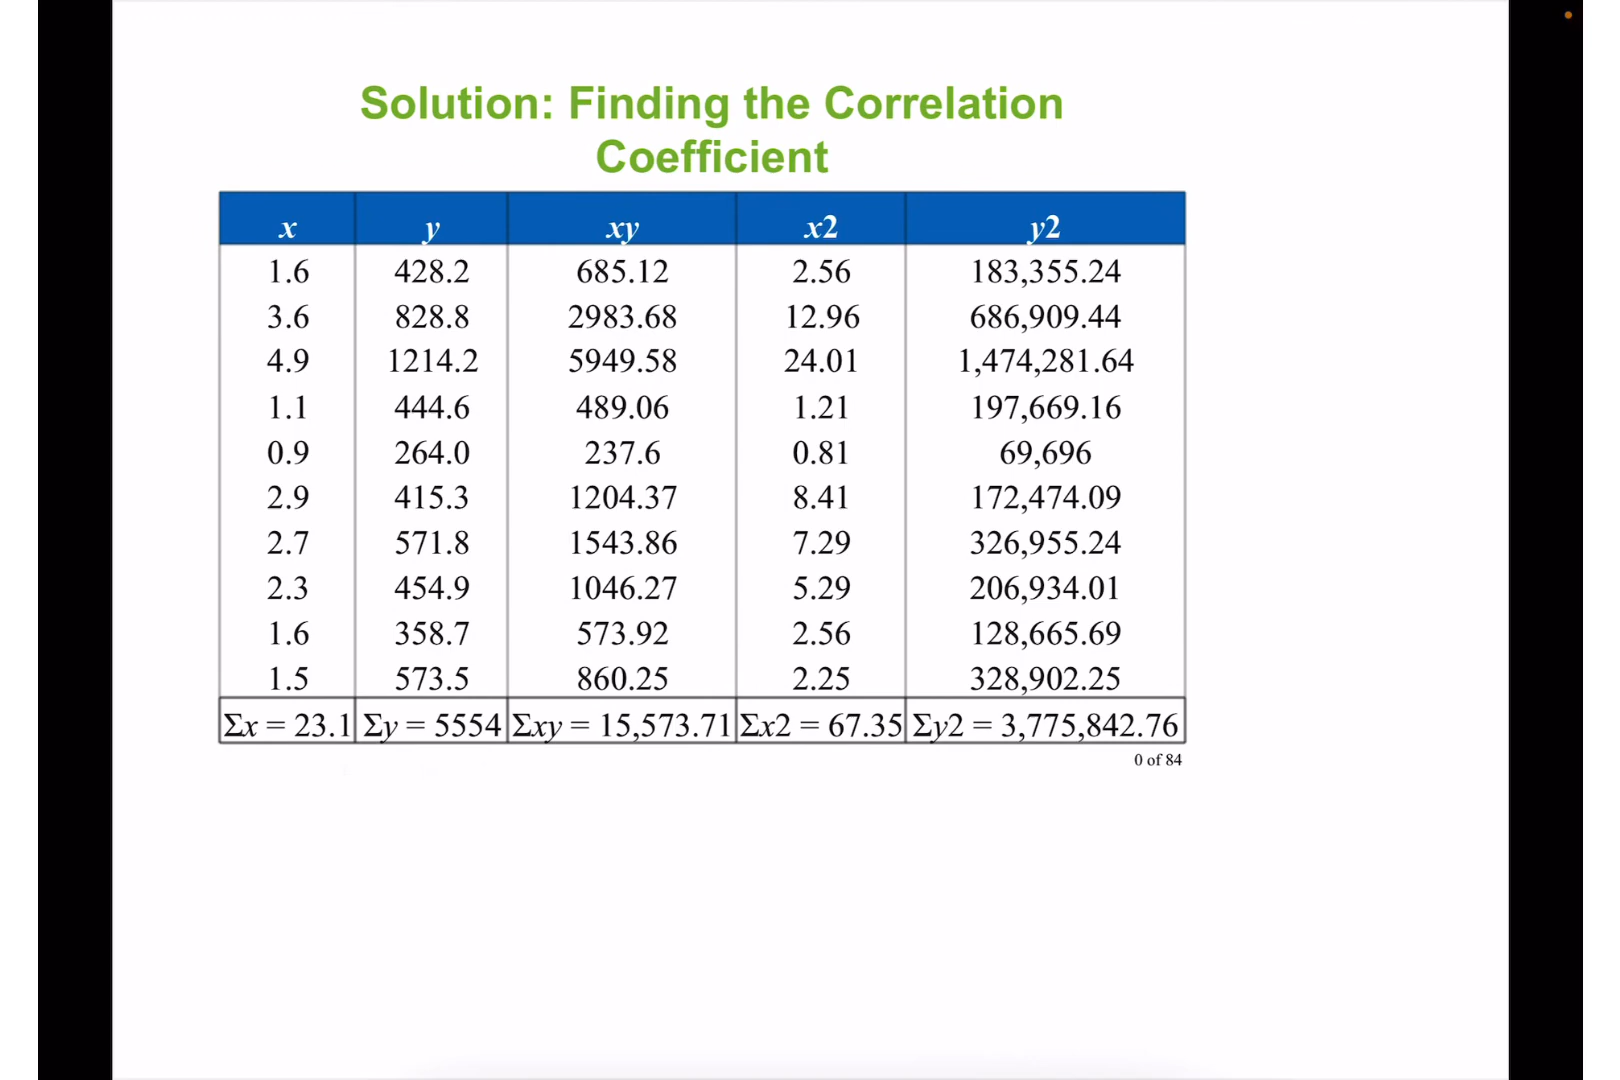 Solution: Finding the Correlation
Coefficient
x y xy x2 y2
1.6 428.2 685.12 2.56 183,355.24
3.6 828.8 2983.68 12.96 686,909.44
4.9 1214.2 5949.58 24.01 1,474,281.64
1.1 444.6 489.06 1.21 197,669.16
0.9 264.0 237.6 0.81 69,696
2.9 415.3 1204.37 8.41 172,474.09
2.7 571.8 1543.86 7.29 326,955.24
2.3 454.9 1046.27 5.29 206,934.01
1.6 358.7 573.92 2.56 128,665.69
1.5 573.5 860.25 2.25 328,902.25
Σx = 23.1 Σy = 5554 Σxy = 15,573.71 Σx2 = 67.35 Σy2 = 3,775,842.76
0 of 84